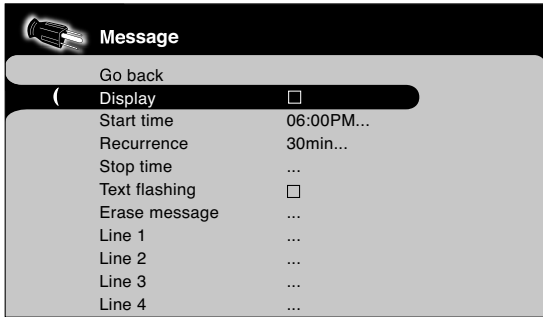 Message
Go back
Display □
Start time 06:00PM...
Recurrence 30min...
Stop time ...
Text flashing □
Erase message ...
Line 1 ...
Line 2 ...
Line 3 ...
Line 4 ...